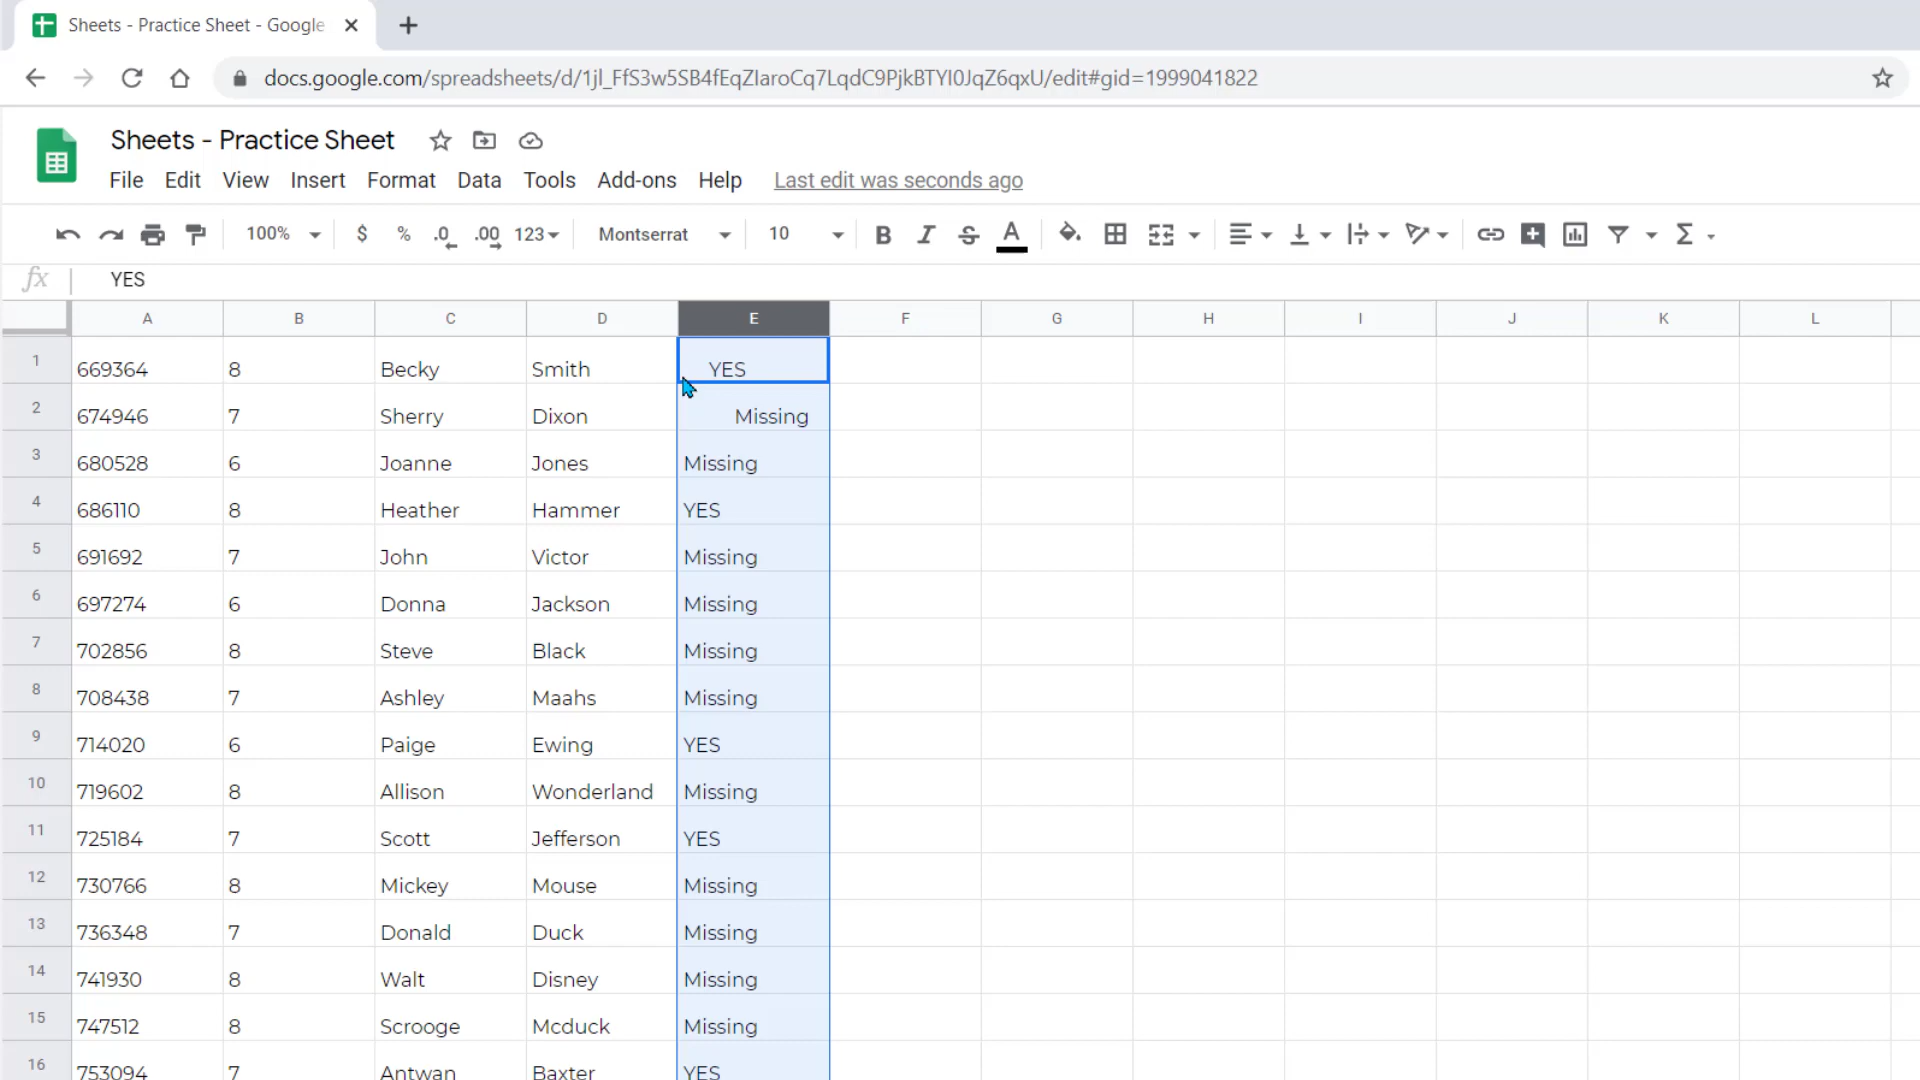 Sheets - Practice Sheet - Google
docs.google.com/spreadsheets/d/1jl_FfS3w5SB4fEqZIaroCq7LqdC9PjkBTYI0JqZ6qxU/edit#gid=1999041822
Sheets - Practice Sheet
File Edit View Insert Format Data Tools Add-ons Help Last edit was seconds ago
100% $ % .0 .00 123 Montserrat 10 B I S A Σ
fx YES
A B C D E F G H I J K L
1 669364 8 Becky Smith YES
2 674946 7 Sherry Dixon Missing
3 680528 6 Joanne Jones Missing
4 686110 8 Heather Hammer YES
5 691692 7 John Victor Missing
6 697274 6 Donna Jackson Missing
7 702856 8 Steve Black Missing
8 708438 7 Ashley Maahs Missing
9 714020 6 Paige Ewing YES
10 719602 8 Allison Wonderland Missing
11 725184 7 Scott Jefferson YES
12 730766 8 Mickey Mouse Missing
13 736348 7 Donald Duck Missing
14 741930 8 Walt Disney Missing
15 747512 8 Scrooge Mcduck Missing
16 753094 7 Antwan Baxter YES